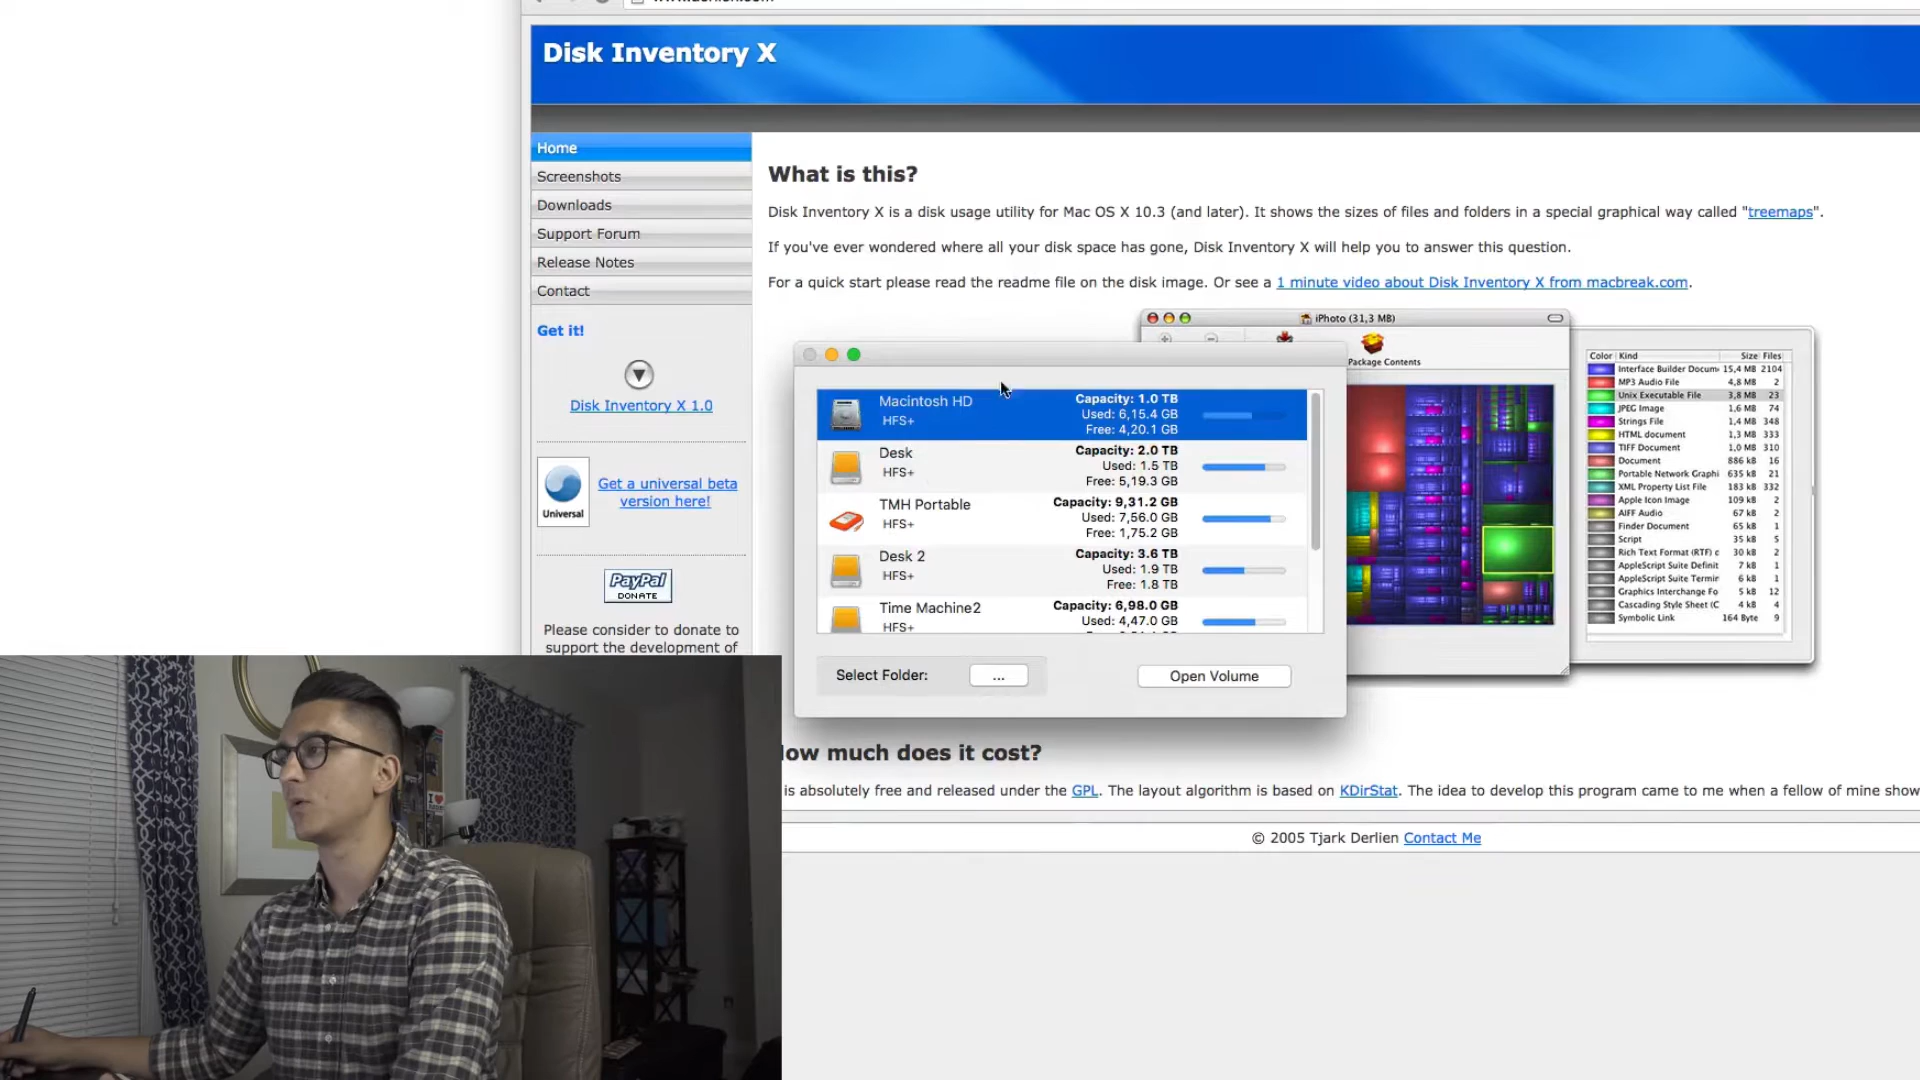 Disk Inventory X
Home
Screenshots
Downloads
Support Forum
Release Notes
Contact
Get it!
Disk Inventory X 1.0
Universal
Get a universal beta
version here!
PayPal
DONATE
Please consider to donate to
support the development of
What is this?
Disk Inventory X is a disk usage utility for Mac OS X 10.3 (and later). It shows the sizes of files and folders in a special graphical way called "treemaps".
If you've ever wondered where all your disk space has gone, Disk Inventory X will help you to answer this question.
For a quick start please read the readme file on the disk image. Or see a 1 minute video about Disk Inventory X from macbreak.com.
iPhoto (31,3 MB)
Package Contents
Macintosh HD
HFS+
Capacity: 1.0 TB
Used: 6,15.4 GB
Free: 4,20.1 GB
Desk
HFS+
Capacity: 2.0 TB
Used: 1.5 TB
Free: 5,19.3 GB
TMH Portable
HFS+
Capacity: 9,31.2 GB
Used: 7,56.0 GB
Free: 1,75.2 GB
Desk 2
HFS+
Capacity: 3.6 TB
Used: 1.9 TB
Free: 1.8 TB
Time Machine2
HFS+
Capacity: 6,98.0 GB
Used: 4,47.0 GB
Select Folder:
...
Open Volume
Color Kind Size Files
Interface Builder Docum 15,4 MB 2104
MP3 Audio File 4,8 MB 2
Unix Executable File 3,8 MB 23
JPEG Image 1,6 MB 74
Strings File 1,4 MB 348
HTML document 1,3 MB 333
TIFF Document 1,0 MB 310
Document 886 kB 16
Portable Network Graphi 635 kB 21
XML Property List File 183 kB 332
Apple Icon Image 109 kB 2
AIFF Audio 67 kB 2
Finder Document 65 kB 1
Script 35 kB 5
Rich Text Format (RTF) 30 kB 2
AppleScript Suite Definit 7 kB 1
AppleScript Suite Termir 6 kB 1
Graphics Interchange Fo 5 kB 12
Cascading Style Sheet (C 4 kB 4
Symbolic Link 164 Byte 9
ow much does it cost?
is absolutely free and released under the GPL. The layout algorithm is based on KDirStat. The idea to develop this program came to me when a fellow of mine show
© 2005 Tjark Derlien Contact Me